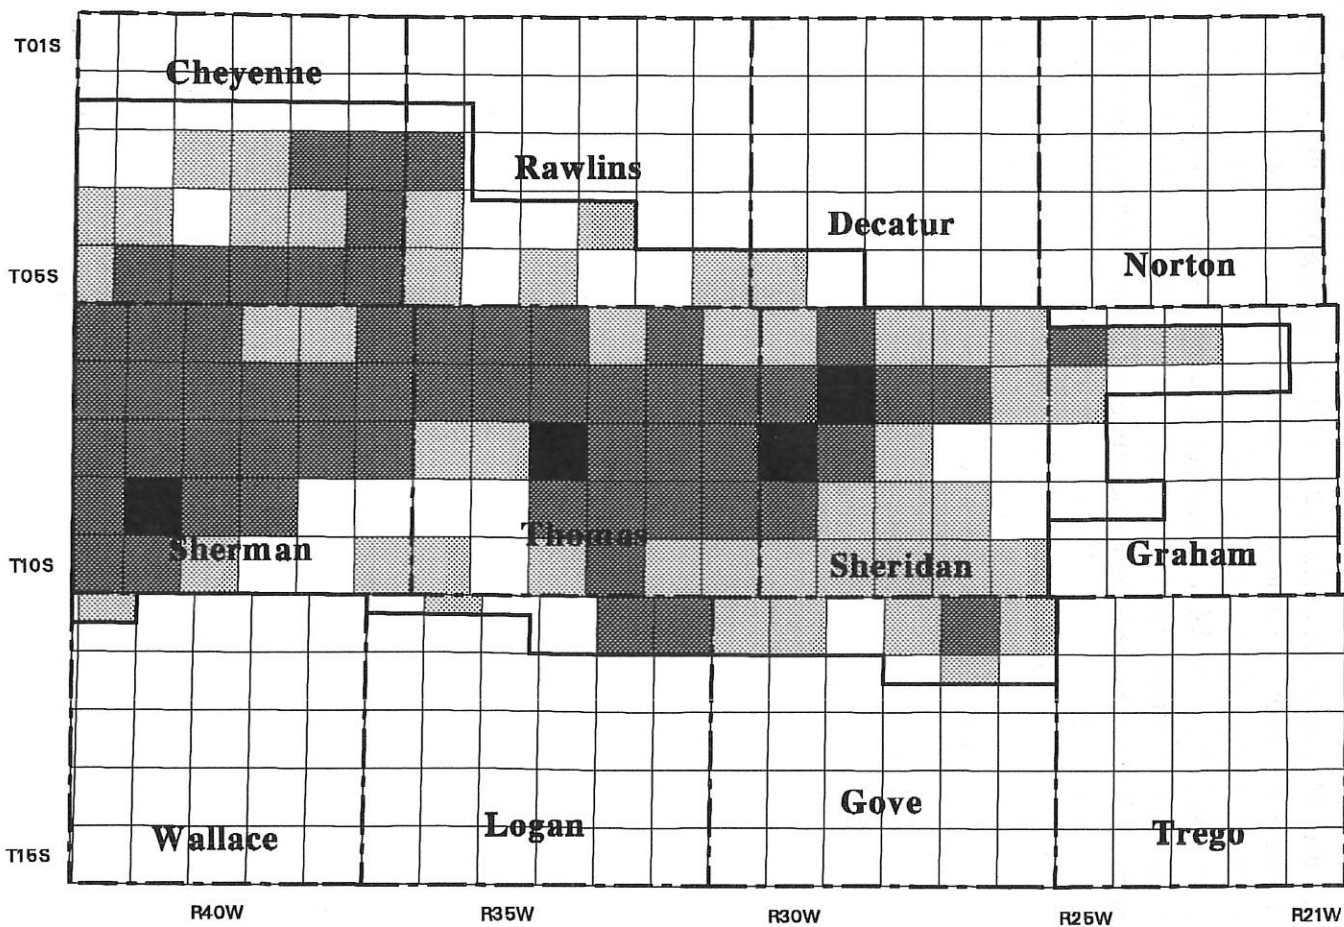 T01S
Cheyenne
Rawlins
Decatur
Norton
T05S
Thomas
Sherman
Sheridan
Graham
T10S
Gove
Logan
Trego
Wallace
T15S
R40W
R35W
R30W
R25W
R21W